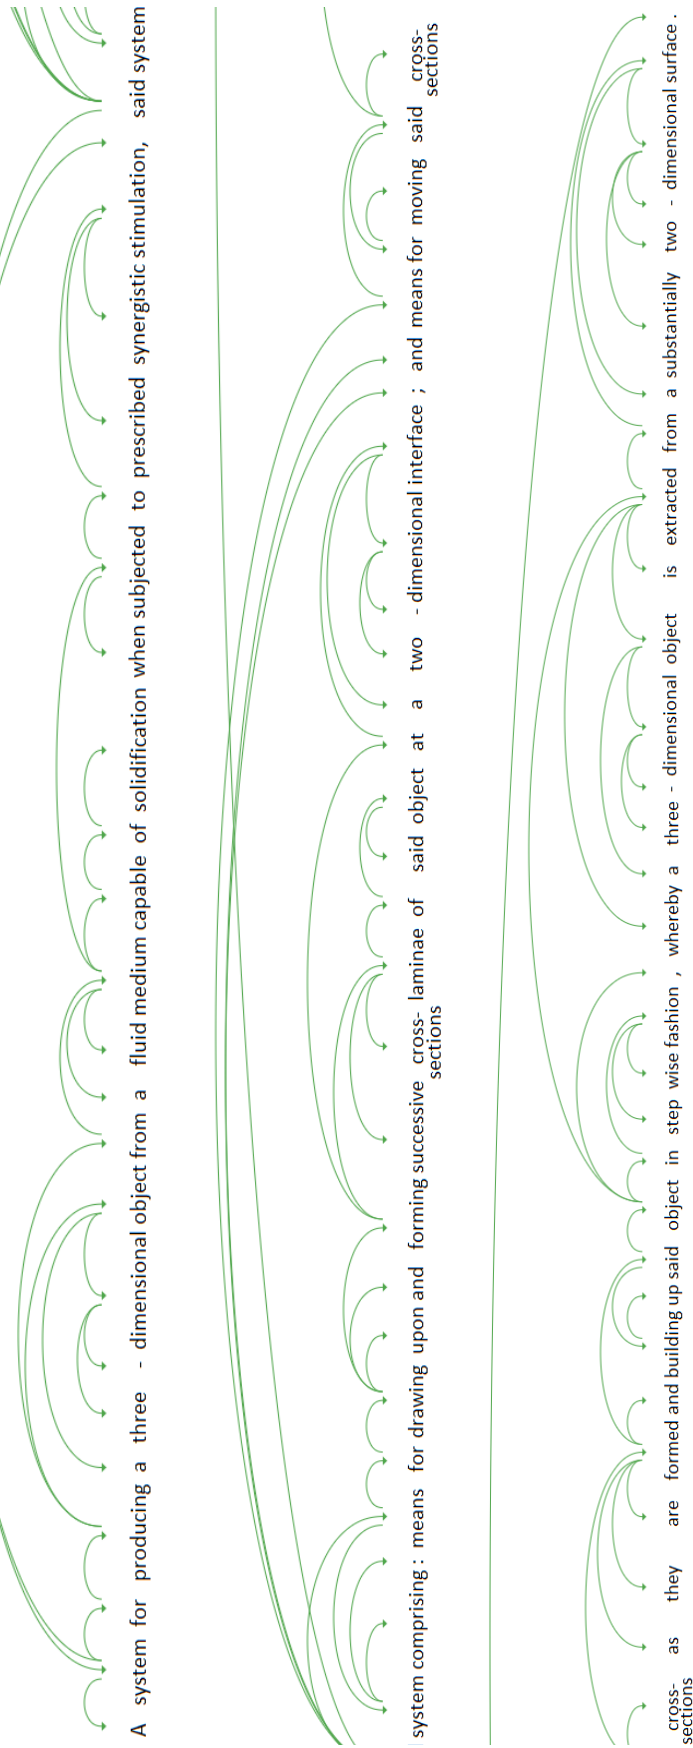 A system for producing a three - dimensional object from a fluid medium capable of solidification when subjected to prescribed synergistic stimulation, said system
system comprising : means for drawing upon and forming successive cross-sections laminae of said object at a two - dimensional interface ; and means for moving said cross-sections
cross-sections as they are formed and building up said object in step wise fashion , whereby a three - dimensional object is extracted from a substantially two - dimensional surface .